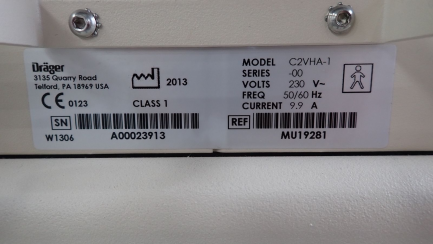 Dräger
3135 Quarry Road
Telford, PA 18969 USA
2013
CE 0123
CLASS 1
SN
W1306
A00023913
MODEL C2VHA-1
SERIES -00
VOLTS 230 V~
FREQ 50/60 Hz
CURRENT 9.9 A
REF
MU19281